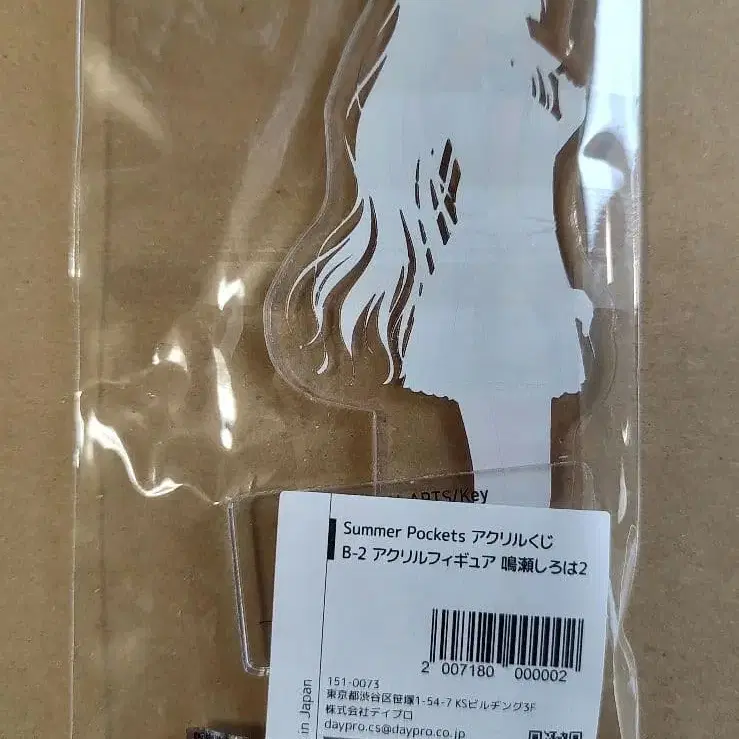 ARTS/Key
Summer Pockets アクリルくじ
B-2 アクリルフィギュア 鳴瀬しろは2
2 007180 000002
151-0073
東京都渋谷区笹塚1-54-7 KSビルヂング3F
株式会社デイプロ
daypro.cs@daypro.co.jp
in Japan